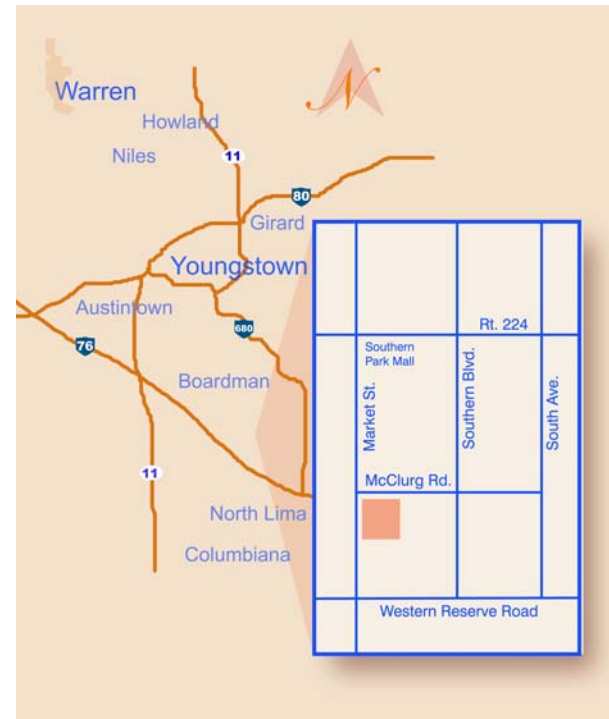 Warren
N
Howland
Niles
11
80
Girard
Youngstown
Austintown
680
76
Boardman
11
North Lima
Columbiana
Rt. 224
Southern
Park Mall
Market St.
Southern Blvd.
South Ave.
McClurg Rd.
Western Reserve Road